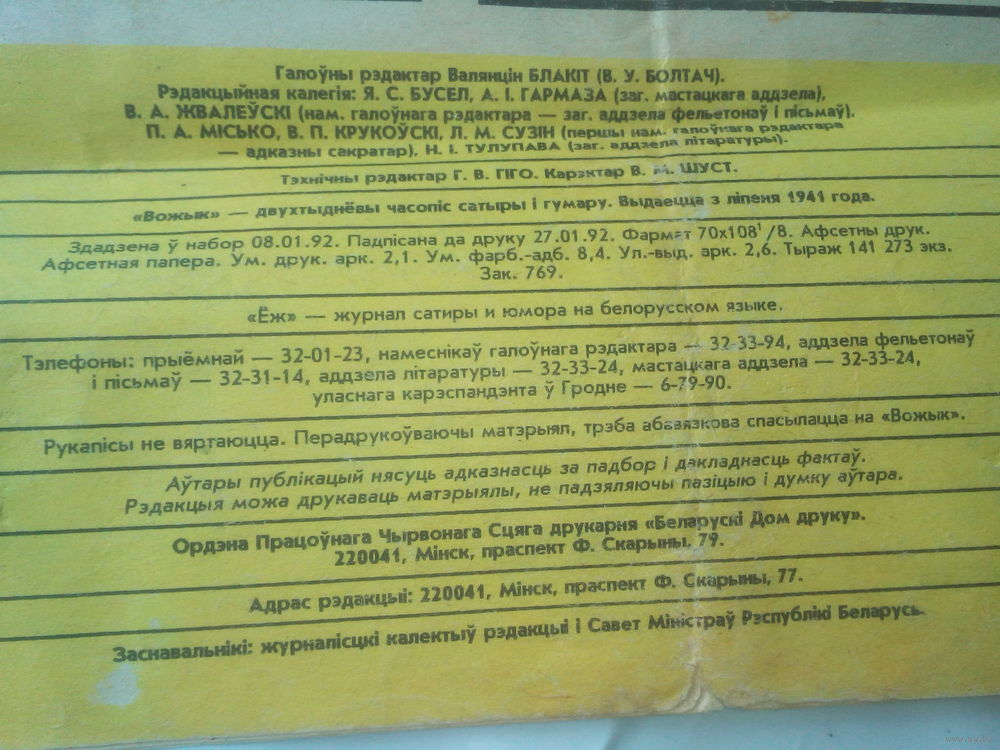 Галоўны рэдактар Валянцін БЛАКІТ (В. У. БОЛТАЧ).
Рэдакцыйная калегія: Я. С. БУСЕЛ, А. І. ГАРМАЗА (заг. мастацкага аддзела),
В. А. ЖВАЛЕЎСКІ (нам. галоўнага рэдактара — заг. аддзела фельетонаў і пісьмаў),
П. А. МІСЬКО, В. П. КРУКОЎСКІ, Л. М. СУЗІН (першы нам. галоўнага рэдактара
— адказны сакратар), Н. І. ТУЛУПАВА (заг. аддзела літаратуры).
Тэхнічны рэдактар Г. В. ГІГО. Карэктар В. М. ШУСТ.
«Вожык» — двухтыднёвы часопіс сатыры і гумару. Выдаецца з ліпеня 1941 года.
Здадзена ў набор 08.01.92. Падпісана да друку 27.01.92. Фармат 70x108¹/8. Афсетны друк.
Афсетная папера. Ум. друк. арк. 2,1. Ум. фарб.-адб. 8,4. Ул.-выд. арк. 2,6. Тыраж 141 273 экз.
Зак. 769.
«Ёж» — журнал сатиры и юмора на белорусском языке.
Тэлефоны: прыёмнай — 32-01-23, намеснікаў галоўнага рэдактара — 32-33-94, аддзела фельетонаў
і пісьмаў — 32-31-14, аддзела літаратуры — 32-33-24, мастацкага аддзела — 32-33-24,
уласнага карэспандэнта ў Гродне — 6-79-90.
Рукапісы не вяртаюцца. Перадрукоўваючы матэрыял, трэба абавязкова спасылацца на «Вожык».
Аўтары публікацый нясуць адказнасць за падбор і дакладнасць фактаў.
Рэдакцыя можа друкаваць матэрыялы, не падзяляючы пазіцыю і думку аўтара.
Ордэна Працоўнага Чырвонага Сцяга друкарня «Беларускі Дом друку».
220041, Мінск, праспект Ф. Скарыны, 79.
Адрас рэдакцыі: 220041, Мінск, праспект Ф. Скарыны, 77.
Заснавальнікі: журналісцкі калектыў рэдакцыі і Савет Міністраў Рэспублікі Беларусь.